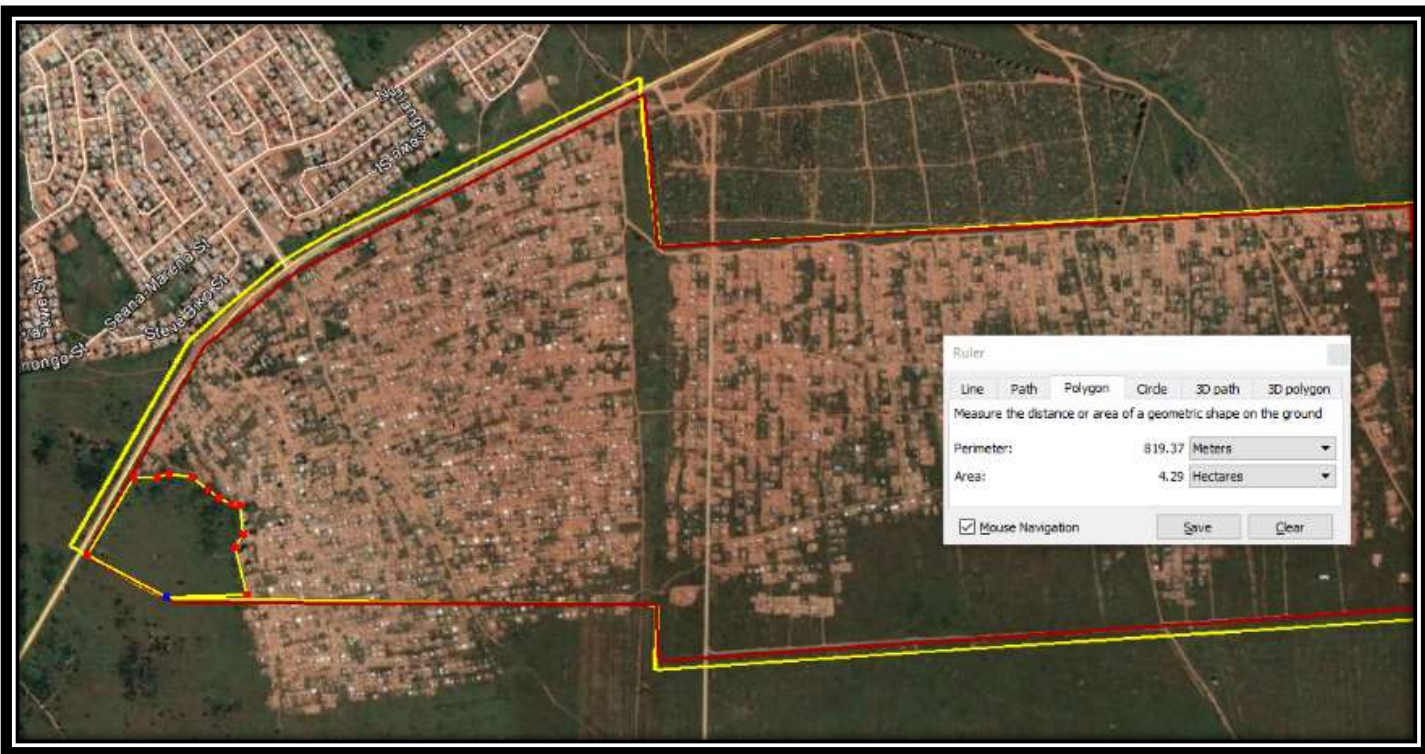 Seana-Marena St
Steve Biko St
Ruler
Line Path Polygon Circle 3D path 3D polygon
Measure the distance or area of a geometric shape on the ground
Perimeter: 819.37 Meters
Area: 4.29 Hectares
Mouse Navigation Save Clear